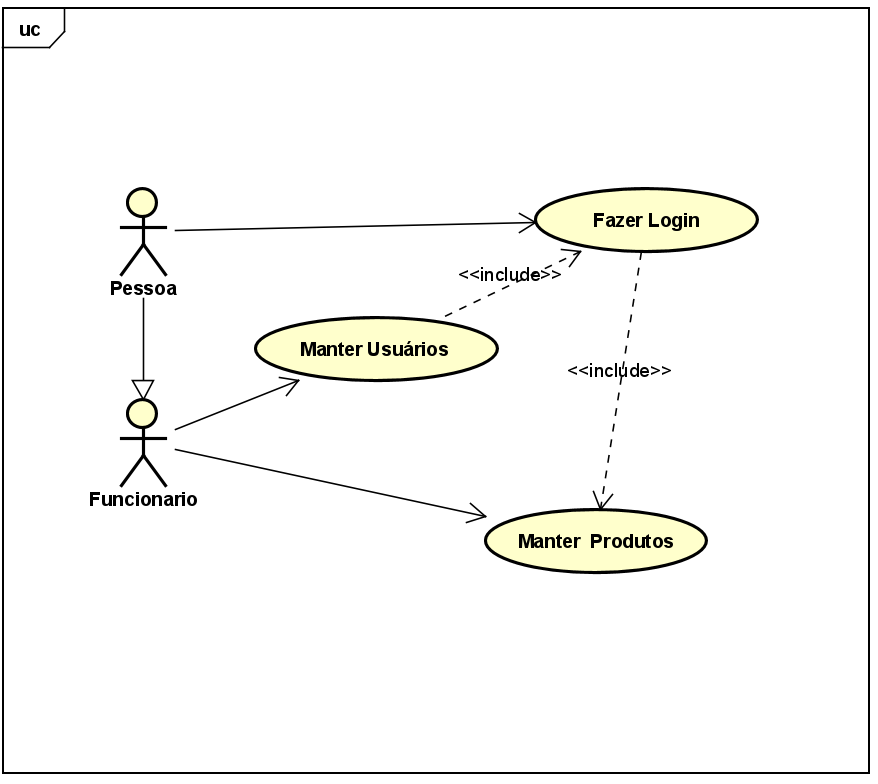 uc
Fazer Login
<<include>>
Pessoa
Manter Usuários
<<include>>
Funcionario
Manter  Produtos